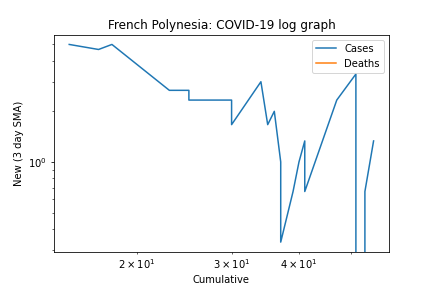 French Polynesia: COVID-19 log graph
Cases
Deaths
New (3 day SMA)
10⁰
2 × 10¹
3 × 10¹
4 × 10¹
Cumulative